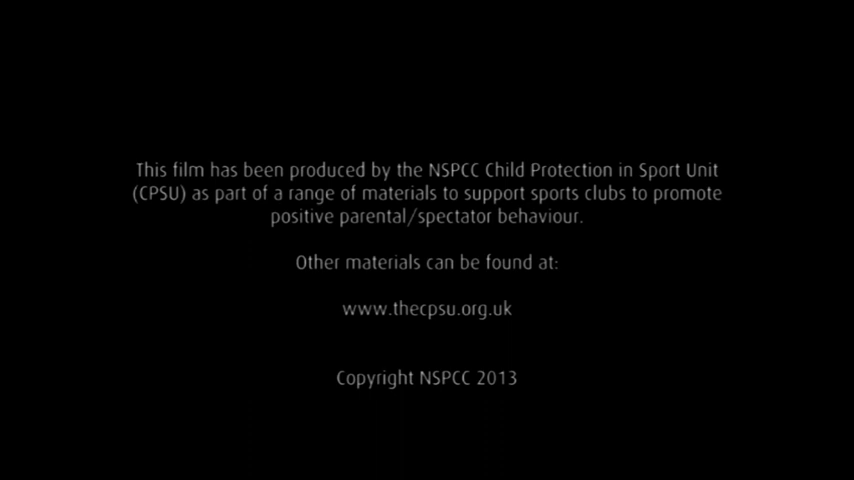 This film has been produced by the NSPCC Child Protection in Sport Unit
(CPSU) as part of a range of materials to support sports clubs to promote
positive parental/spectator behaviour.
Other materials can be found at:
www.thecpsu.org.uk
Copyright NSPCC 2013